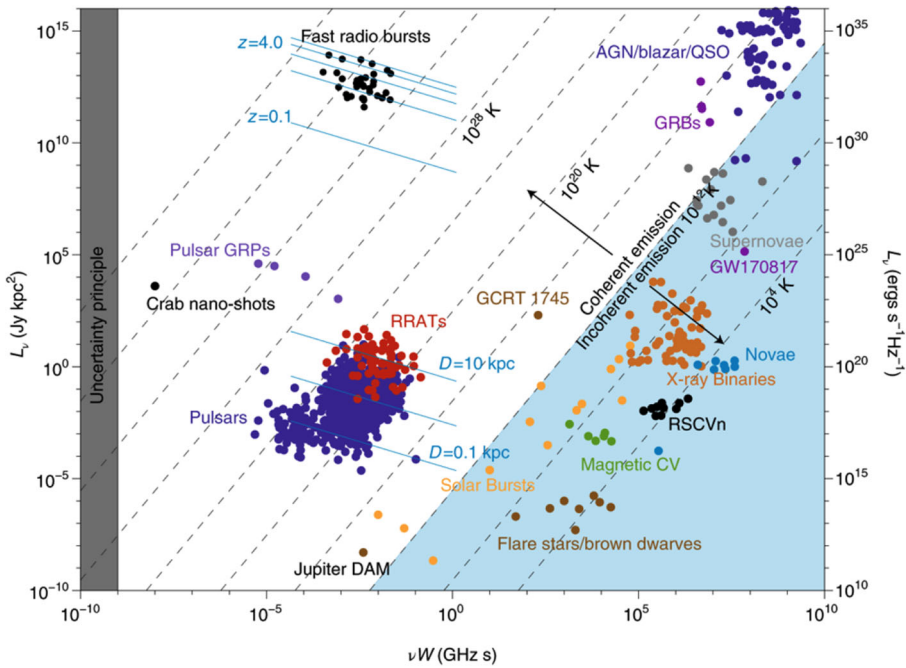 10^15
10^10
10^5
10^0
10^−5
10^−10
L_ν (Jy kpc^2)
Uncertainty principle
z=4.0
Fast radio bursts
z=0.1
10^28 K
10^20 K
AGN/blazar/QSO
GRBs
Coherent emission
Incoherent emission 10^12 K
Supernovae
GW170817
10^4 K
Pulsar GRPs
Crab nano-shots
GCRT 1745
RRATs
D=10 kpc
Novae
X-ray Binaries
Pulsars
RSCVn
D=0.1 kpc
Magnetic CV
Solar Bursts
Flare stars/brown dwarves
Jupiter DAM
10^35
10^30
10^25
10^20
10^15
10^10
L_ν (ergs s^−1Hz^−1)
10^−10
10^−5
10^0
10^5
10^10
νW (GHz s)